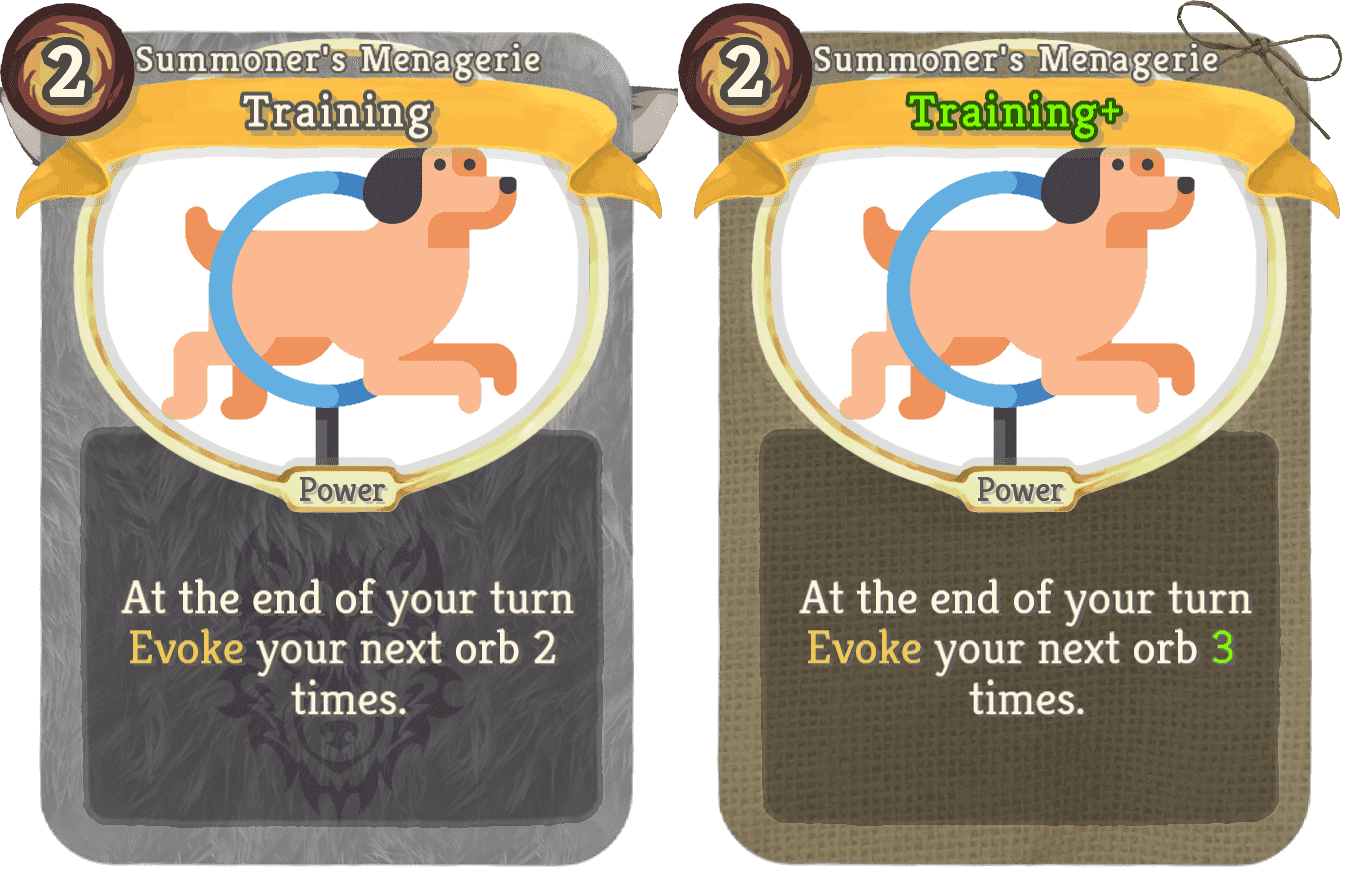 2
Summoner's Menagerie
Training
Power
At the end of your turn
Evoke your next orb 2
times.
2
Summoner's Menagerie
Training+
Power
At the end of your turn
Evoke your next orb 3
times.